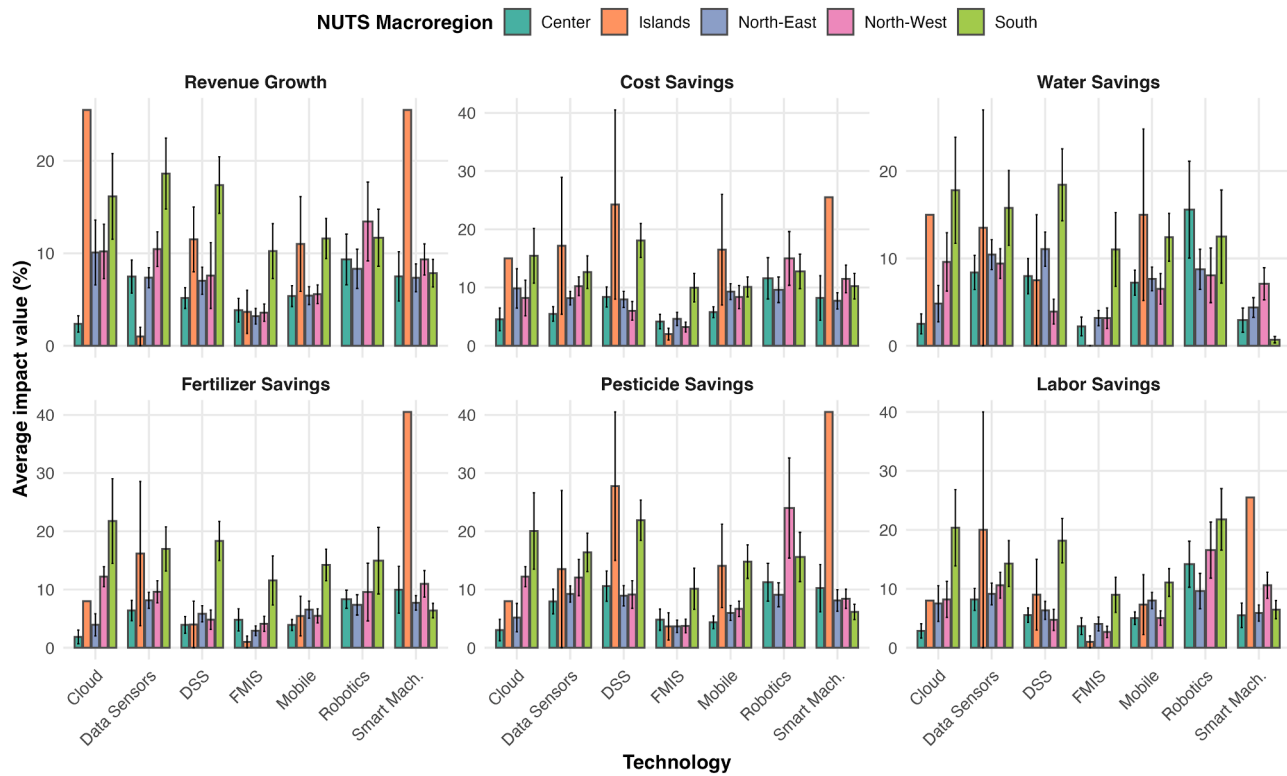 NUTS Macroregion Center Islands North-East North-West South
Revenue Growth
Cost Savings
Water Savings
20
10
0
40
30
20
10
0
20
10
0
Fertilizer Savings
Pesticide Savings
Labor Savings
40
30
20
10
0
40
30
20
10
0
40
30
20
10
0
Cloud
Data Sensors
DSS
FMIS
Mobile
Robotics
Smart Mach.
Cloud
Data Sensors
DSS
FMIS
Mobile
Robotics
Smart Mach.
Cloud
Data Sensors
DSS
FMIS
Mobile
Robotics
Smart Mach.
Average impact value (%)
Technology